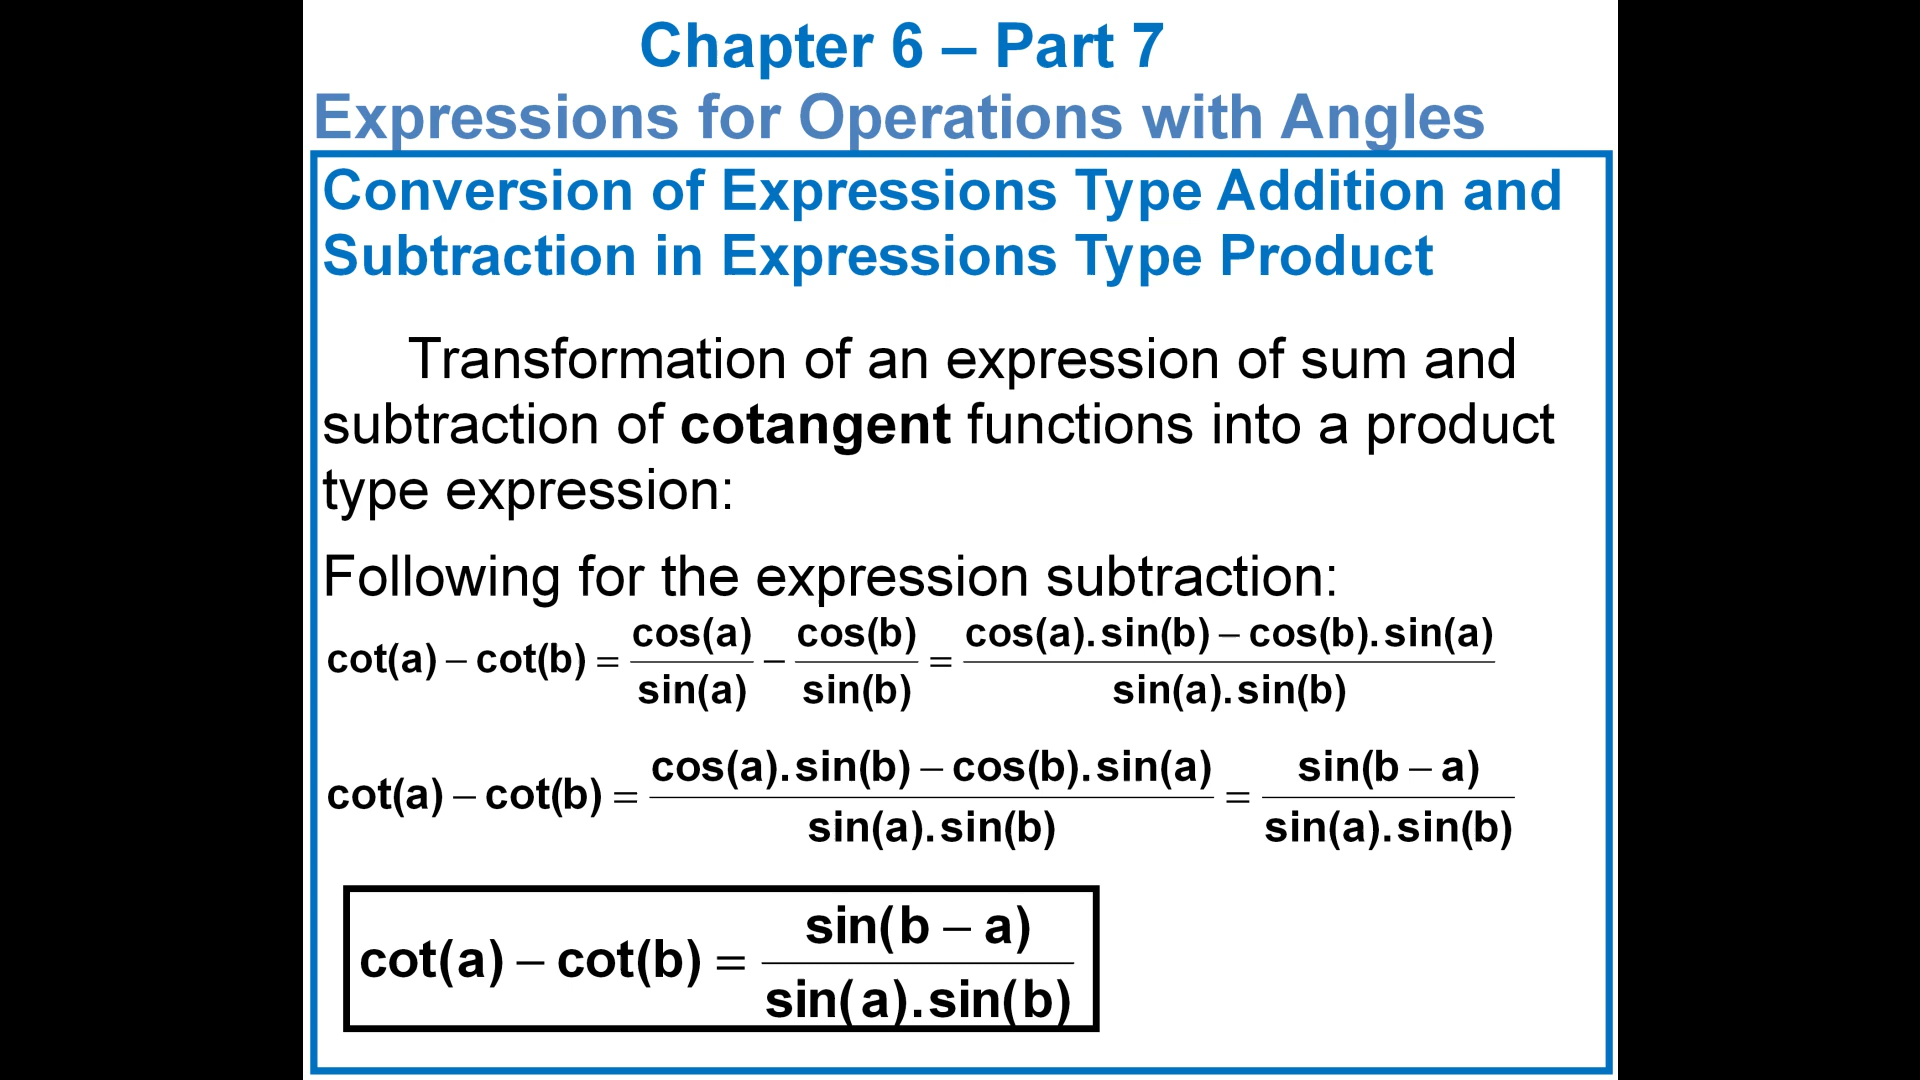 Chapter 6 – Part 7
Expressions for Operations with Angles
Conversion of Expressions Type Addition and
Subtraction in Expressions Type Product
Transformation of an expression of sum and
subtraction of cotangent functions into a product
type expression:
Following for the expression subtraction:
cot(a) – cot(b) = cos(a)/sin(a) – cos(b)/sin(b) = cos(a).sin(b) – cos(b).sin(a)/sin(a).sin(b)
cot(a) – cot(b) = cos(a).sin(b) – cos(b).sin(a)/sin(a).sin(b) = sin(b – a)/sin(a).sin(b)
cot(a) – cot(b) = sin(b – a)/sin(a).sin(b)